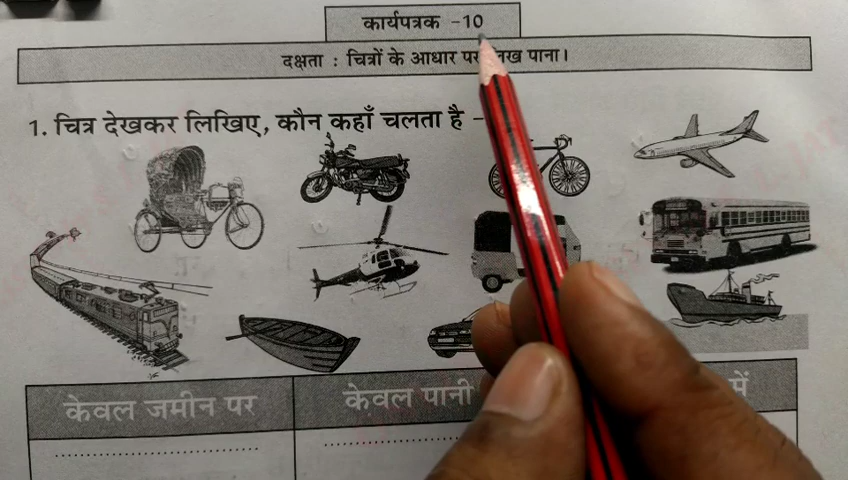 कार्यपत्रक -10
दक्षता : चित्रों के आधार पर पाना।
1. चित्र देखकर लिखिए, कौन कहाँ चलता है -
केवल जमीन पर
केवल पानी
में